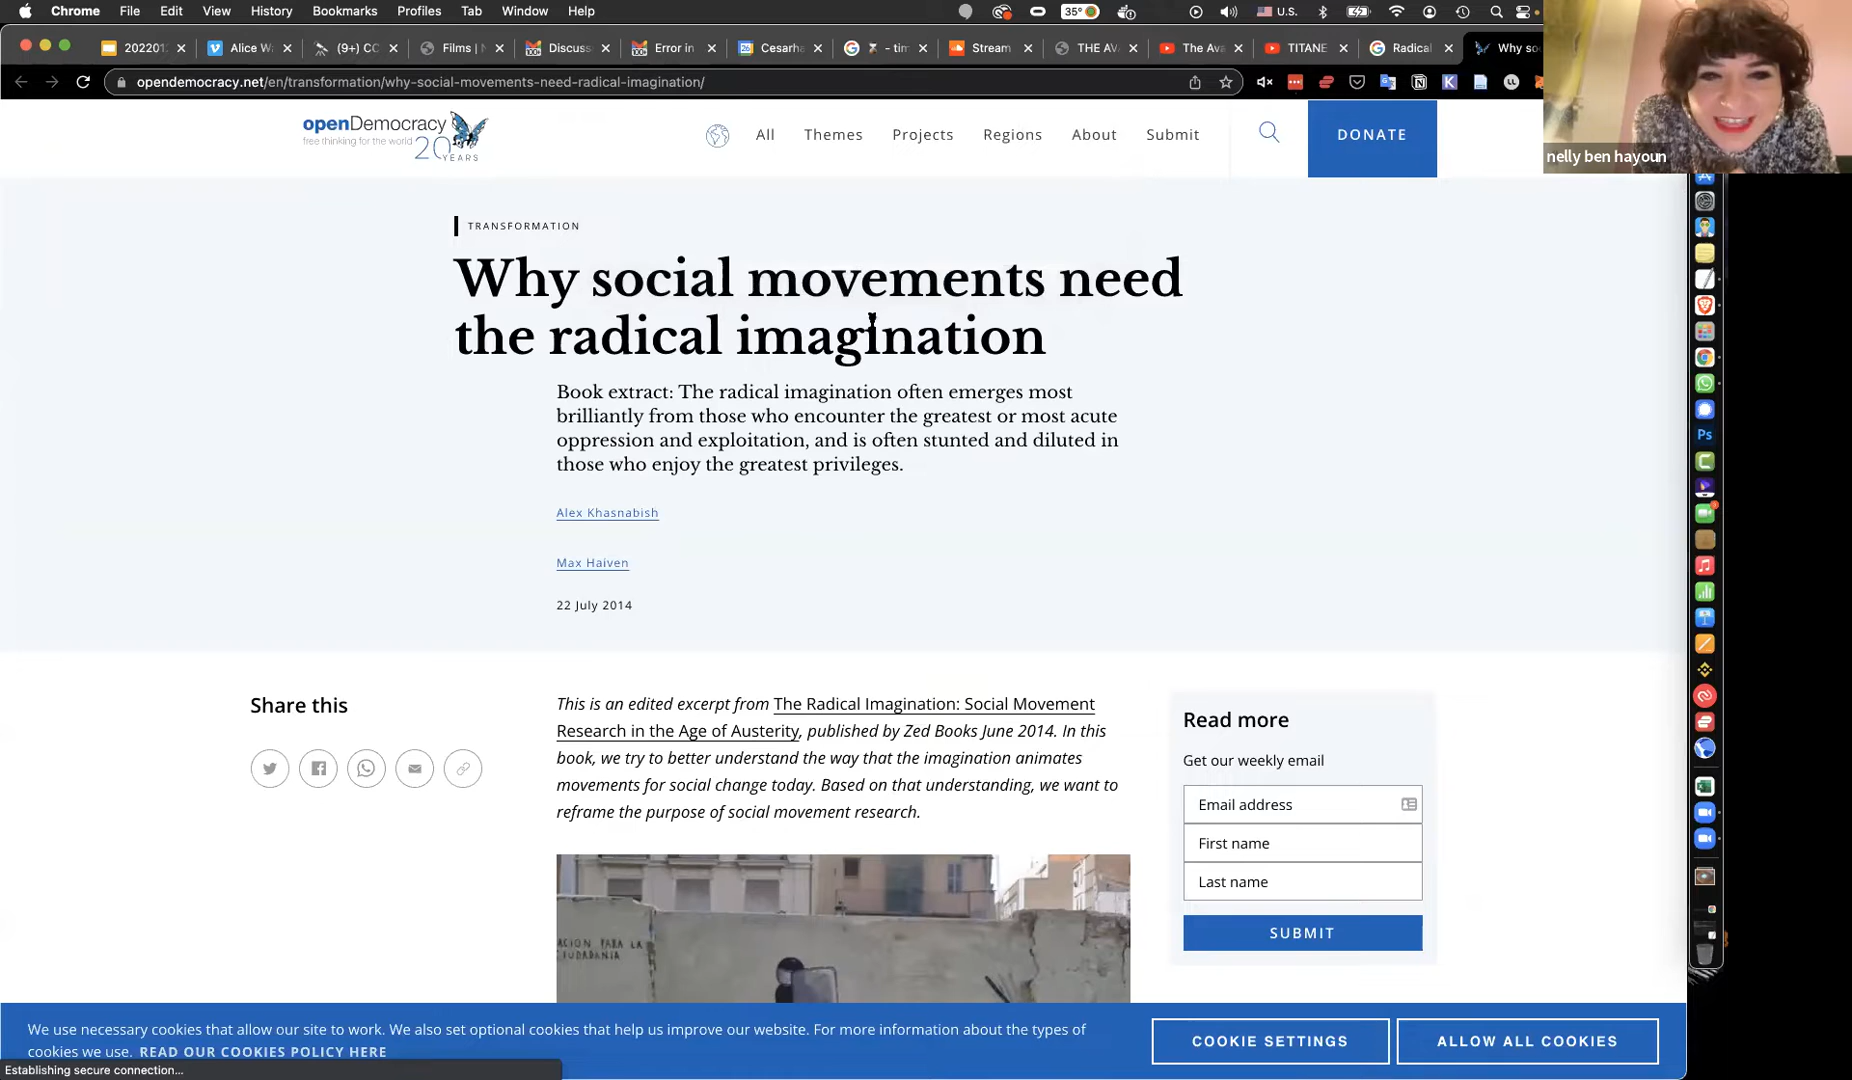 Chrome File Edit View History Bookmarks Profiles Tab Window Help 35° U.S.
202201 Alice W (9+) CC Films | N Discuss Error in Cesarha - tim Stream THE AV The Ava TITANE Radical Why so
opendemocracy.net/en/transformation/why-social-movements-need-radical-imagination/
nelly ben hayoun
openDemocracy
free thinking for the world
20 YEARS
All Themes Projects Regions About Submit DONATE
TRANSFORMATION
Why social movements need
the radical imagination
Book extract: The radical imagination often emerges most
brilliantly from those who encounter the greatest or most acute
oppression and exploitation, and is often stunted and diluted in
those who enjoy the greatest privileges.
Alex Khasnabish
Max Haiven
22 July 2014
Share this
This is an edited excerpt from The Radical Imagination: Social Movement
Research in the Age of Austerity, published by Zed Books June 2014. In this
book, we try to better understand the way that the imagination animates
movements for social change today. Based on that understanding, we want to
reframe the purpose of social movement research.
Read more
Get our weekly email
Email address
First name
Last name
SUBMIT
ACION PARA LA
CIUDADANIA
We use necessary cookies that allow our site to work. We also set optional cookies that help us improve our website. For more information about the types of
cookies we use. READ OUR COOKIES POLICY HERE
COOKIE SETTINGS ALLOW ALL COOKIES
Establishing secure connection...
Ps